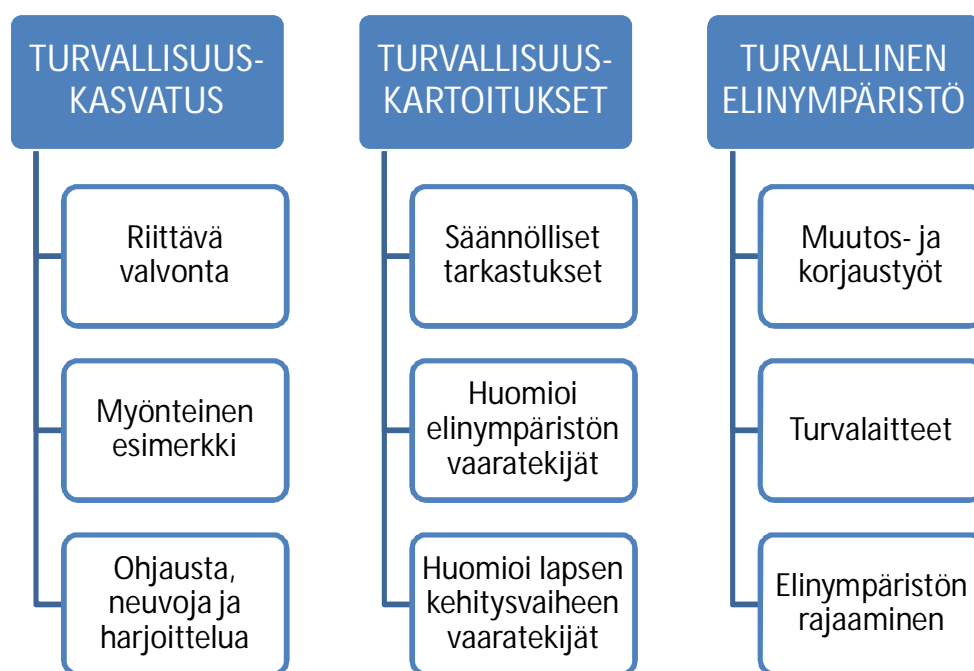 TURVALLISUUS-
KASVATUS
Riittävä
valvonta
Myönteinen
esimerkki
Ohjausta,
neuvoja ja
harjoittelua
TURVALLISUUS-
KARTOITUKSET
Säännölliset
tarkastukset
Huomioi
elinympäristön
vaaratekijät
Huomioi lapsen
kehitysvaiheen
vaaratekijät
TURVALLINEN
ELINYMPÄRISTÖ
Muutos- ja
korjaustyöt
Turvalaitteet
Elinympäristön
rajaaminen